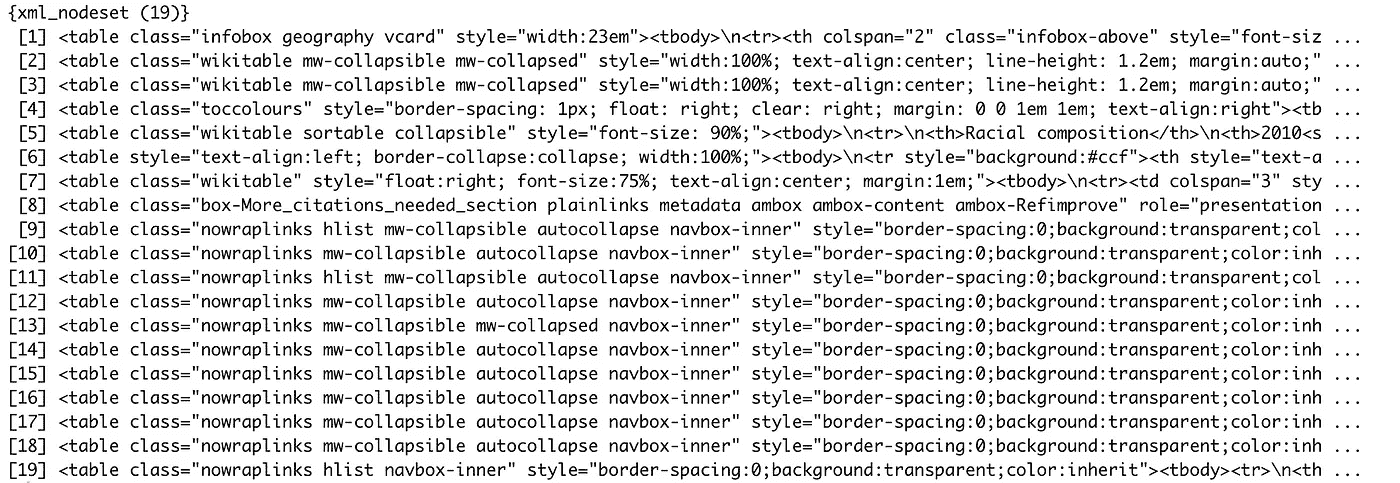 {xml_nodeset (19)}
[1] <table class="infobox geography vcard" style="width:23em"><tbody>\n<tr><th colspan="2" class="infobox-above" style="font-siz ...
[2] <table class="wikitable mw-collapsible mw-collapsed" style="width:100%; text-align:center; line-height: 1.2em; margin:auto;" ...
[3] <table class="wikitable mw-collapsible mw-collapsed" style="width:100%; text-align:center; line-height: 1.2em; margin:auto;" ...
[4] <table class="toccolours" style="border-spacing: 1px; float: right; clear: right; margin: 0 0 1em 1em; text-align:right"><tb ...
[5] <table class="wikitable sortable collapsible" style="font-size: 90%;"><tbody>\n<tr>\n<th>Racial composition</th>\n<th>2010<s ...
[6] <table style="text-align:left; border-collapse:collapse; width:100%;"><tbody>\n<tr style="background:#ccf"><th style="text-a ...
[7] <table class="wikitable" style="float:right; font-size:75%; text-align:center; margin:1em;"><tbody>\n<tr><td colspan="3" sty ...
[8] <table class="box-More_citations_needed_section plainlinks metadata ambox ambox-content ambox-Refimprove" role="presentation ...
[9] <table class="nowraplinks hlist mw-collapsible autocollapse navbox-inner" style="border-spacing:0;background:transparent;col ...
[10] <table class="nowraplinks mw-collapsible autocollapse navbox-inner" style="border-spacing:0;background:transparent;color:inh ...
[11] <table class="nowraplinks hlist mw-collapsible autocollapse navbox-inner" style="border-spacing:0;background:transparent;col ...
[12] <table class="nowraplinks mw-collapsible autocollapse navbox-inner" style="border-spacing:0;background:transparent;color:inh ...
[13] <table class="nowraplinks mw-collapsible mw-collapsed navbox-inner" style="border-spacing:0;background:transparent;color:inh ...
[14] <table class="nowraplinks mw-collapsible autocollapse navbox-inner" style="border-spacing:0;background:transparent;color:inh ...
[15] <table class="nowraplinks mw-collapsible autocollapse navbox-inner" style="border-spacing:0;background:transparent;color:inh ...
[16] <table class="nowraplinks mw-collapsible autocollapse navbox-inner" style="border-spacing:0;background:transparent;color:inh ...
[17] <table class="nowraplinks mw-collapsible autocollapse navbox-inner" style="border-spacing:0;background:transparent;color:inh ...
[18] <table class="nowraplinks mw-collapsible autocollapse navbox-inner" style="border-spacing:0;background:transparent;color:inh ...
[19] <table class="nowraplinks hlist navbox-inner" style="border-spacing:0;background:transparent;color:inherit"><tbody><tr>\n<th ...